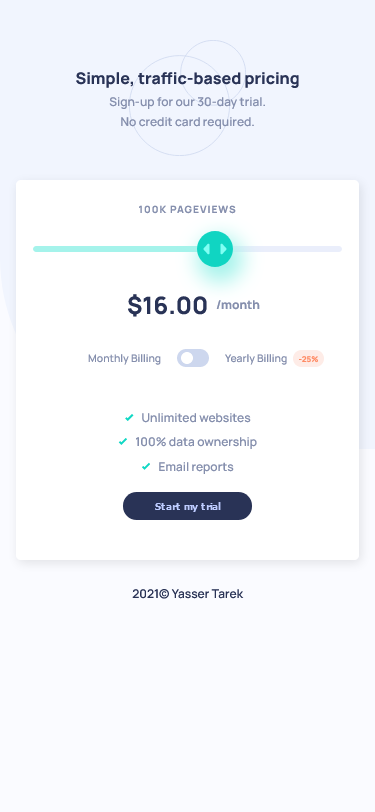 Simple, traffic-based pricing
Sign-up for our 30-day trial.
No credit card required.
100K PAGEVIEWS
$16.00 /month
Monthly Billing Yearly Billing -25%
Unlimited websites
100% data ownership
Email reports
Start my trial
2021© Yasser Tarek